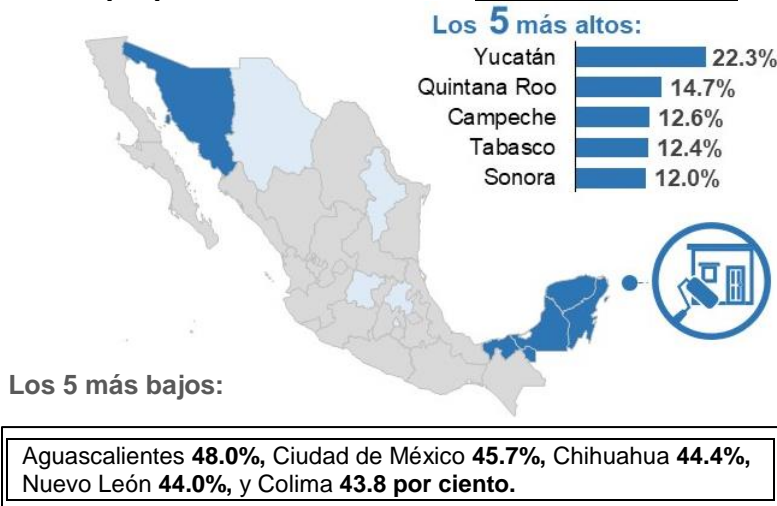 Los 5 más altos:
Yucatán 22.3%
Quintana Roo 14.7%
Campeche 12.6%
Tabasco 12.4%
Sonora 12.0%
Los 5 más bajos:
Aguascalientes 48.0%, Ciudad de México 45.7%, Chihuahua 44.4%,
Nuevo León 44.0%, y Colima 43.8 por ciento.